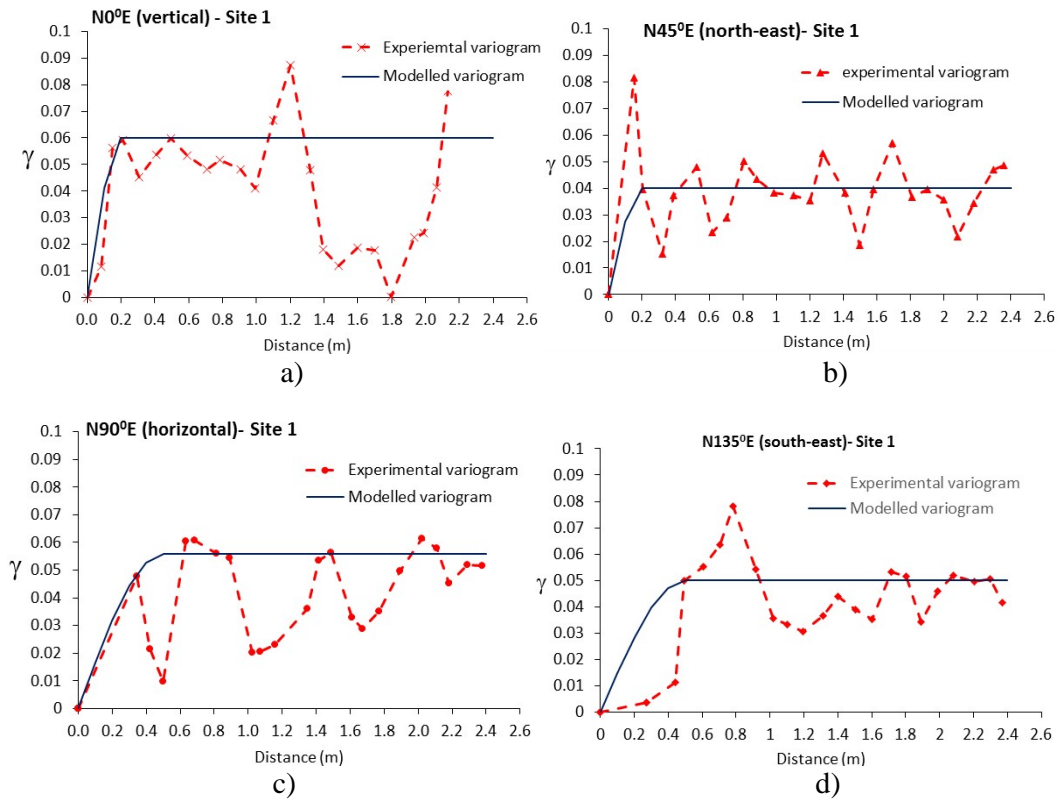 N0⁰E (vertical) - Site 1
Experiemtal variogram
Modelled variogram
0.1
0.09
0.08
0.07
0.06
0.05
0.04
0.03
0.02
0.01
0
γ
0.0 0.2 0.4 0.6 0.8 1.0 1.2 1.4 1.6 1.8 2.0 2.2 2.4 2.6
Distance (m)
a)
N45⁰E (north-east)- Site 1
experimental variogram
Modelled variogram
0.1
0.09
0.08
0.07
0.06
0.05
0.04
0.03
0.02
0.01
0
γ
0 0.2 0.4 0.6 0.8 1 1.2 1.4 1.6 1.8 2 2.2 2.4 2.6
Distance (m)
b)
N90⁰E (horizontal)- Site 1
Experimental variogram
Modelled variogram
0.1
0.09
0.08
0.07
0.06
0.05
0.04
0.03
0.02
0.01
0
γ
0 0.2 0.4 0.6 0.8 1.0 1.2 1.4 1.6 1.8 2.0 2.2 2.4 2.6
Distance (m)
c)
N135⁰E (south-east)- Site 1
Experimental variogram
Modelled variogram
0.1
0.09
0.08
0.07
0.06
0.05
0.04
0.03
0.02
0.01
0
γ
0 0.2 0.4 0.6 0.8 1 1.2 1.4 1.6 1.8 2 2.2 2.4 2.6
Distance (m)
d)